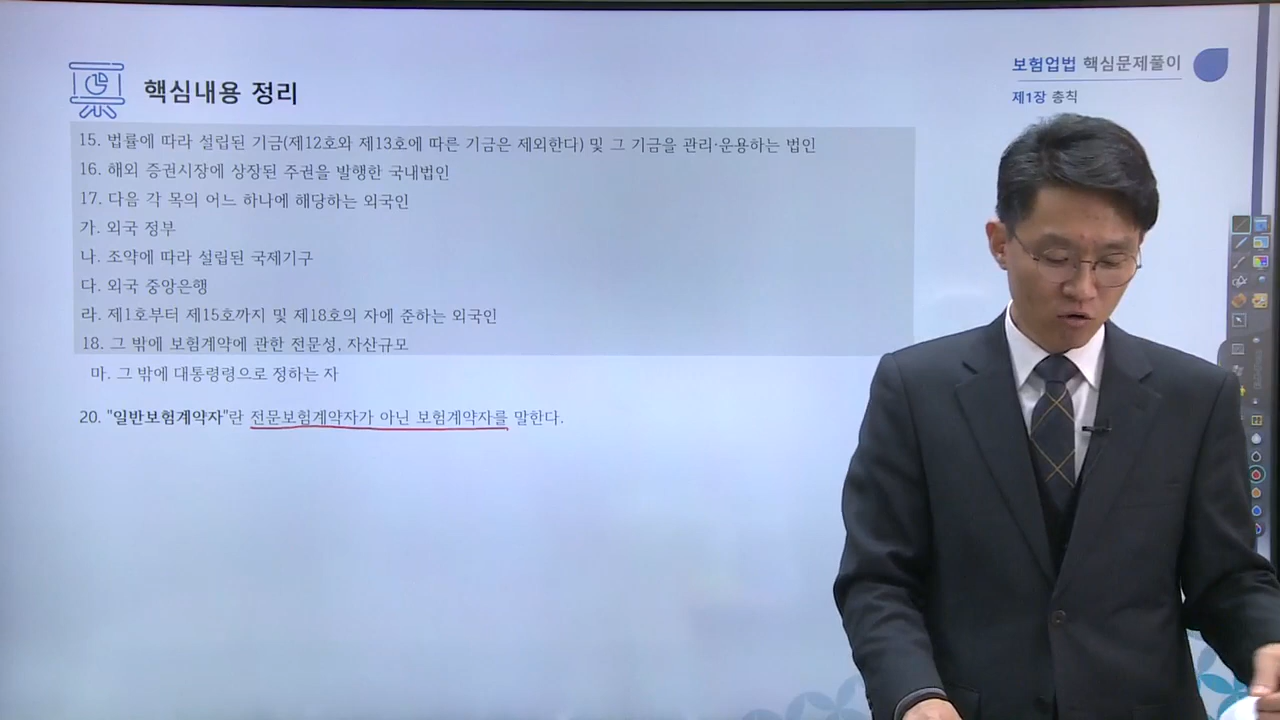 핵심내용 정리
보험업법 핵심문제풀이
제1장 총칙
15. 법률에 따라 설립된 기금(제12호와 제13호에 따른 기금은 제외한다) 및 그 기금을 관리·운용하는 법인
16. 해외 증권시장에 상장된 주권을 발행한 국내법인
17. 다음 각 목의 어느 하나에 해당하는 외국인
가. 외국 정부
나. 조약에 따라 설립된 국제기구
다. 외국 중앙은행
라. 제1호부터 제15호까지 및 제18호의 자에 준하는 외국인
18. 그 밖에 보험계약에 관한 전문성, 자산규모
마. 그 밖에 대통령령으로 정하는 자
20. "일반보험계약자"란 전문보험계약자가 아닌 보험계약자를 말한다.